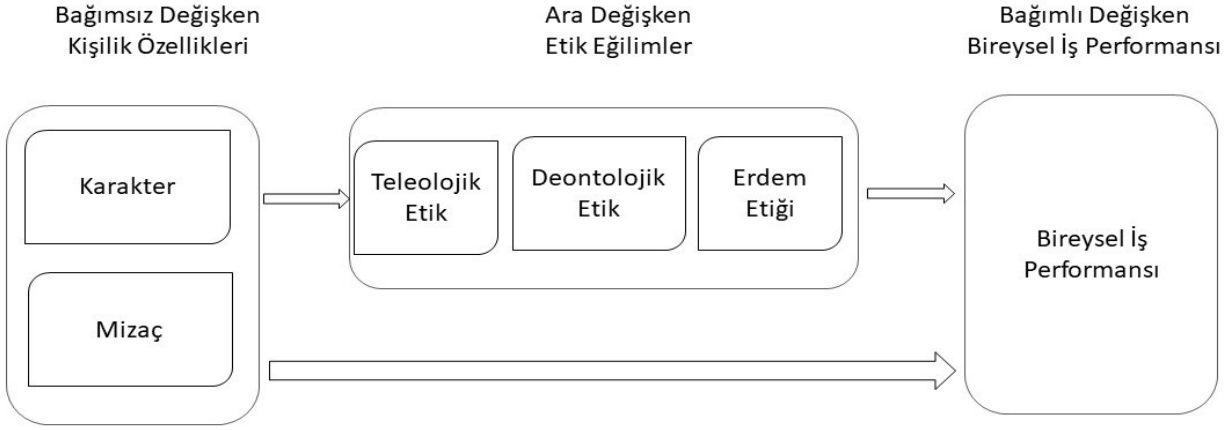 Bağımsız Değişken
Kişilik Özellikleri
Ara Değişken
Etik Eğilimler
Bağımlı Değişken
Bireysel İş Performansı
Karakter
Mizaç
Teleolojik
Etik
Deontolojik
Etik
Erdem
Etiği
Bireysel İş
Performansı